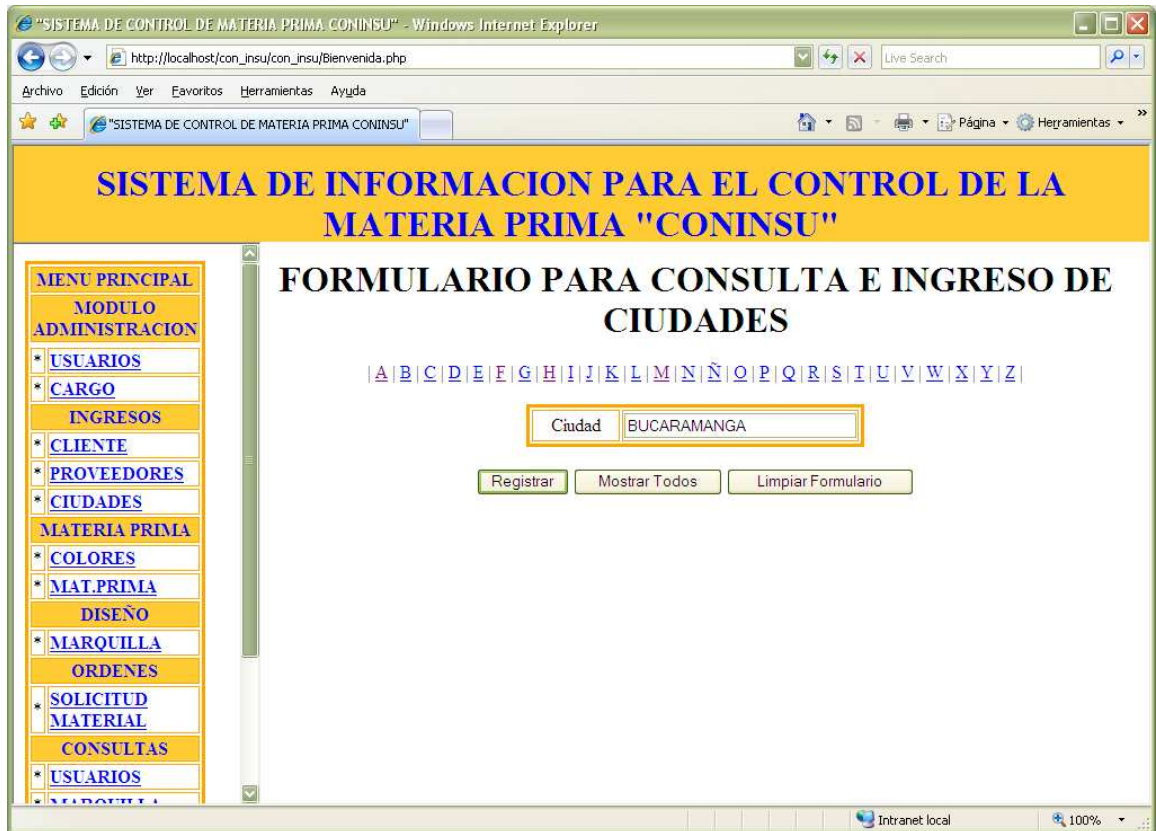 "SISTEMA DE CONTROL DE MATERIA PRIMA CONINSU" - Windows Internet Explorer
http://localhost/con_insu/con_insu/Bienvenida.php
Live Search
Archivo Edición Ver Favoritos Herramientas Ayuda
"SISTEMA DE CONTROL DE MATERIA PRIMA CONINSU"
Página
Herramientas
»
SISTEMA DE INFORMACION PARA EL CONTROL DE LA
MATERIA PRIMA "CONINSU"
MENU PRINCIPAL
MODULO
ADMINISTRACION
* USUARIOS
* CARGO
INGRESOS
* CLIENTE
* PROVEEDORES
* CIUDADES
MATERIA PRIMA
* COLORES
* MAT.PRIMA
DISEÑO
* MARQUILLA
ORDENES
* SOLICITUD
MATERIAL
CONSULTAS
* USUARIOS
* MARQUILLA
FORMULARIO PARA CONSULTA E INGRESO DE
CIUDADES
| A | B | C | D | E | F | G | H | I | J | K | L | M | N | Ñ | O | P | Q | R | S | T | U | V | W | X | Y | Z |
Ciudad BUCARAMANGA
Registrar Mostrar Todos Limpiar Formulario
Intranet local 100%